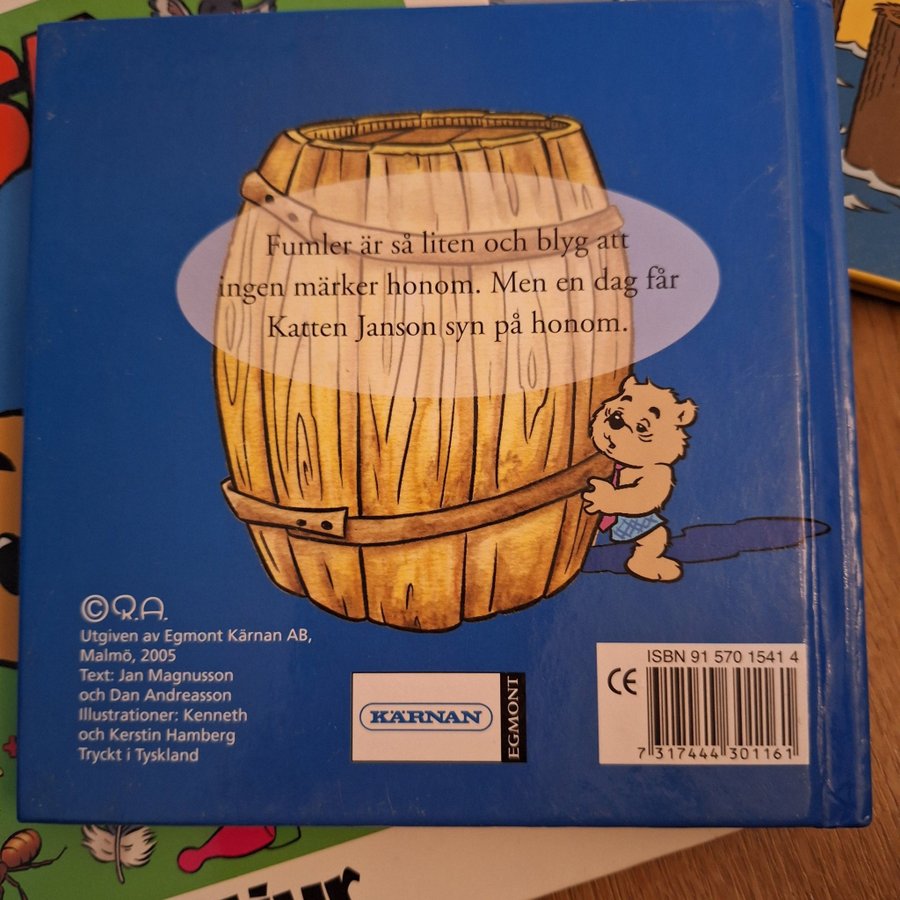 Fumler är så liten och blyg att
ingen märker honom. Men en dag får
Katten Janson syn på honom.
©R.A.
Utgiven av Egmont Kärnan AB,
Malmö, 2005
Text: Jan Magnusson
och Dan Andreasson
Illustrationer: Kenneth
och Kerstin Hamberg
Tryckt i Tyskland
KÄRNAN
EGMONT
CE
ISBN 91 570 1541 4
7 317444 301161